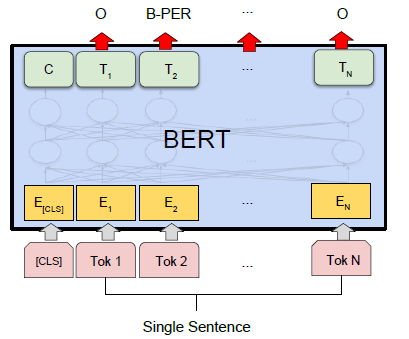 O B-PER ... O
C T1 T2 ... TN
...
BERT
...
E[CLS] E1 E2 ... EN
[CLS] Tok 1 Tok 2 ... Tok N
Single Sentence